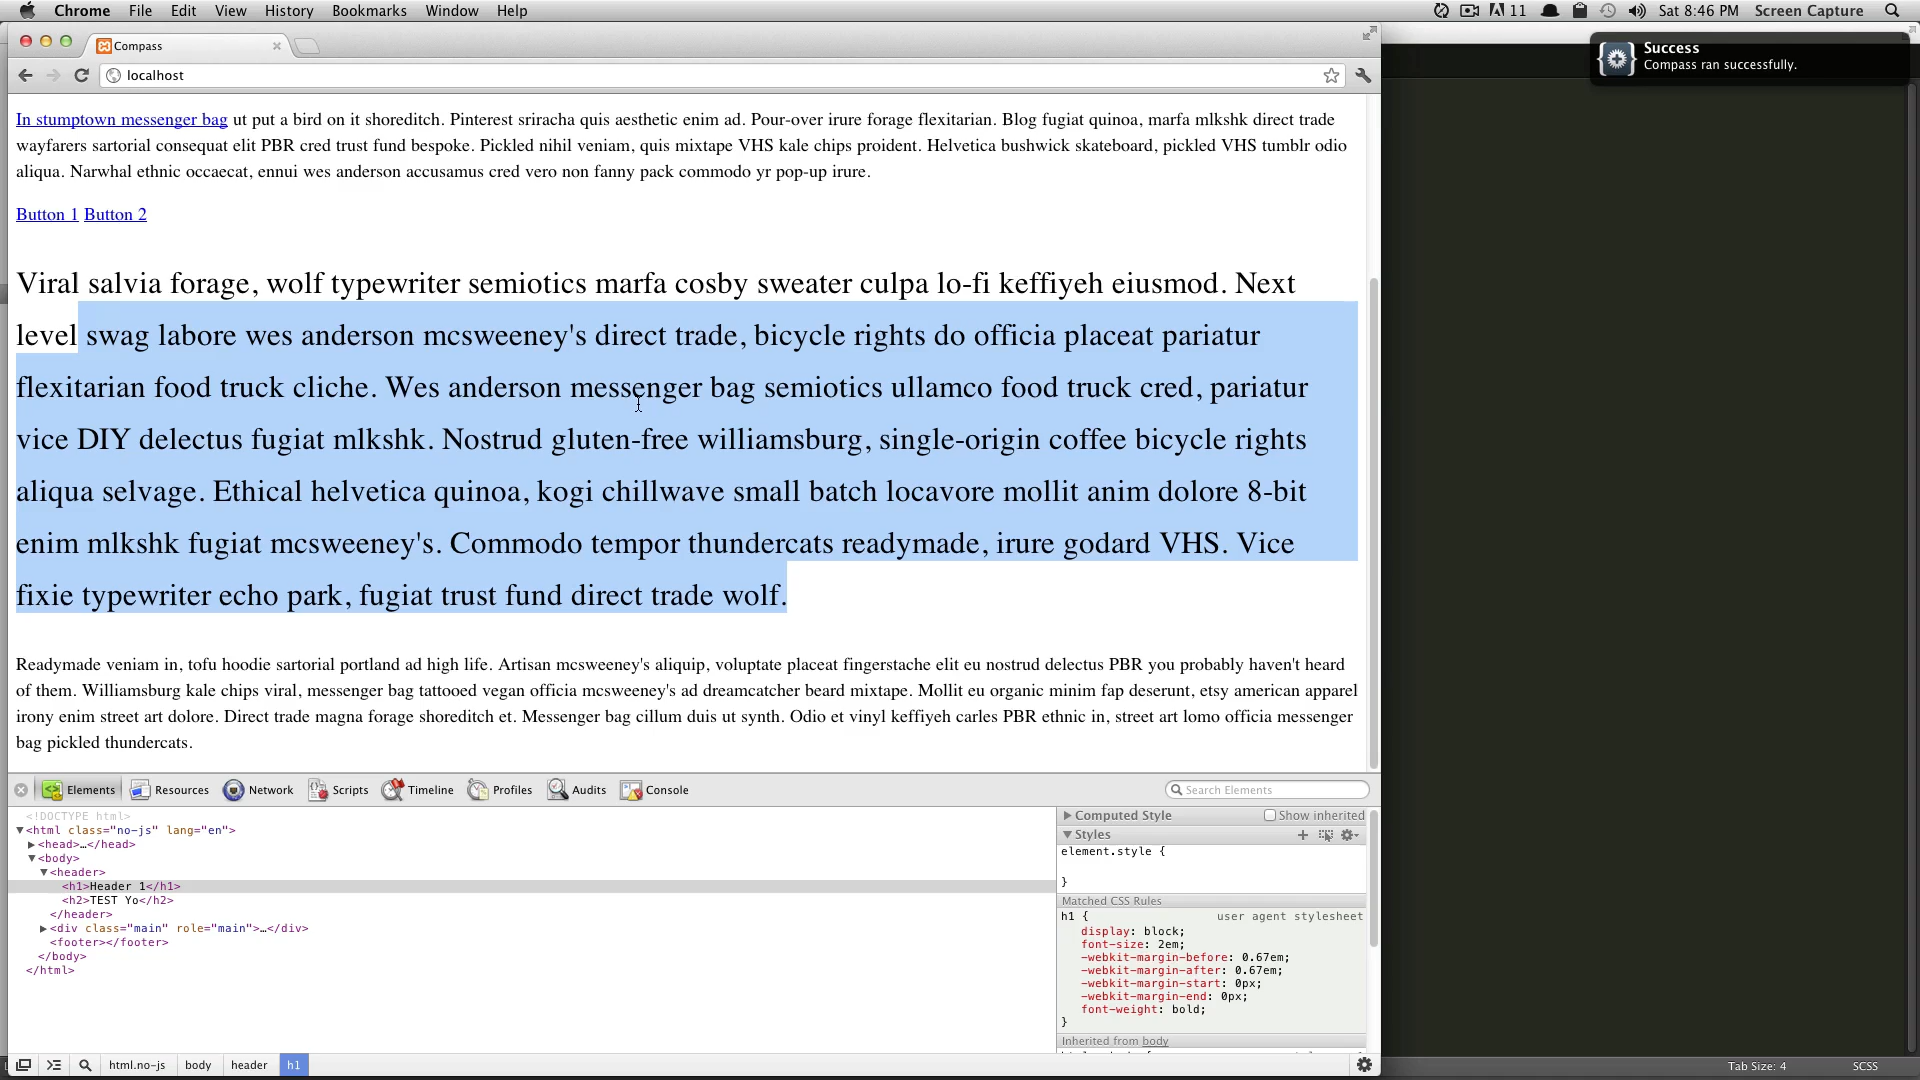 Chrome File Edit View History Bookmarks Window Help
11 Sat 8:46 PM Screen Capture
Compass
localhost
Success
Compass ran successfully.
In stumptown messenger bag ut put a bird on it shoreditch. Pinterest sriracha quis aesthetic enim ad. Pour-over irure forage flexitarian. Blog fugiat quinoa, marfa mlkshk direct trade
wayfarers sartorial consequat elit PBR cred trust fund bespoke. Pickled nihil veniam, quis mixtape VHS kale chips proident. Helvetica bushwick skateboard, pickled VHS tumblr odio
aliqua. Narwhal ethnic occaecat, ennui wes anderson accusamus cred vero non fanny pack commodo yr pop-up irure.
Button 1 Button 2
Viral salvia forage, wolf typewriter semiotics marfa cosby sweater culpa lo-fi keffiyeh eiusmod. Next
level swag labore wes anderson mcsweeney's direct trade, bicycle rights do officia placeat pariatur
flexitarian food truck cliche. Wes anderson messenger bag semiotics ullamco food truck cred, pariatur
vice DIY delectus fugiat mlkshk. Nostrud gluten-free williamsburg, single-origin coffee bicycle rights
aliqua selvage. Ethical helvetica quinoa, kogi chillwave small batch locavore mollit anim dolore 8-bit
enim mlkshk fugiat mcsweeney's. Commodo tempor thundercats readymade, irure godard VHS. Vice
fixie typewriter echo park, fugiat trust fund direct trade wolf.
Readymade veniam in, tofu hoodie sartorial portland ad high life. Artisan mcsweeney's aliquip, voluptate placeat fingerstache elit eu nostrud delectus PBR you probably haven't heard
of them. Williamsburg kale chips viral, messenger bag tattooed vegan officia mcsweeney's ad dreamcatcher beard mixtape. Mollit eu organic minim fap deserunt, etsy american apparel
irony enim street art dolore. Direct trade magna forage shoreditch et. Messenger bag cillum duis ut synth. Odio et vinyl keffiyeh carles PBR ethnic in, street art lomo officia messenger
bag pickled thundercats.
Elements Resources Network Scripts Timeline Profiles Audits Console
Search Elements
<!DOCTYPE html>
<html class="no-js" lang="en">
<head>…</head>
<body>
<header>
<h1>Header 1</h1>
<h2>TEST Yo</h2>
</header>
<div class="main" role="main">…</div>
<footer></footer>
</body>
</html>
Computed Style Show inherited
Styles
element.style {
}
Matched CSS Rules
h1 { user agent stylesheet
display: block;
font-size: 2em;
-webkit-margin-before: 0.67em;
-webkit-margin-after: 0.67em;
-webkit-margin-start: 0px;
-webkit-margin-end: 0px;
font-weight: bold;
}
Inherited from body
html.no-js body header h1
Tab Size: 4 SCSS